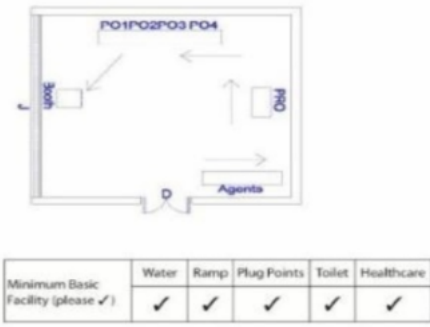 PO1PO2PO3 PO4
Booth
J
PRO
Agents
D
Minimum Basic Facility (please ✓) Water Ramp Plug Points Toilet Healthcare
✓ ✓ ✓ ✓ ✓